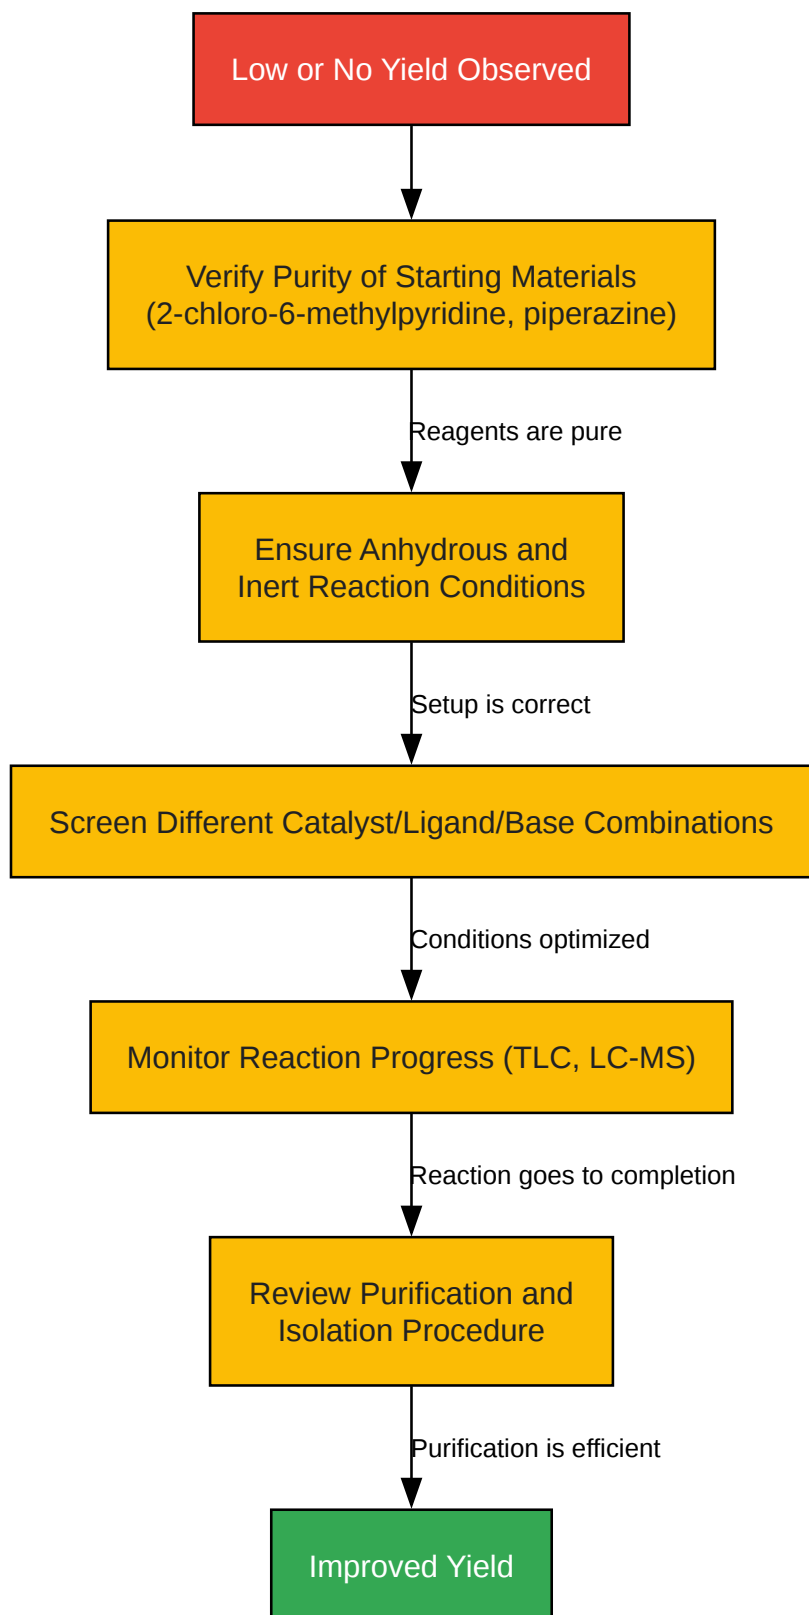 Low or No Yield Observed
Verify Purity of Starting Materials
(2-chloro-6-methylpyridine, piperazine)
Reagents are pure
Ensure Anhydrous and
Inert Reaction Conditions
Setup is correct
Screen Different Catalyst/Ligand/Base Combinations
Conditions optimized
Monitor Reaction Progress (TLC, LC-MS)
Reaction goes to completion
Review Purification and
Isolation Procedure
Purification is efficient
Improved Yield